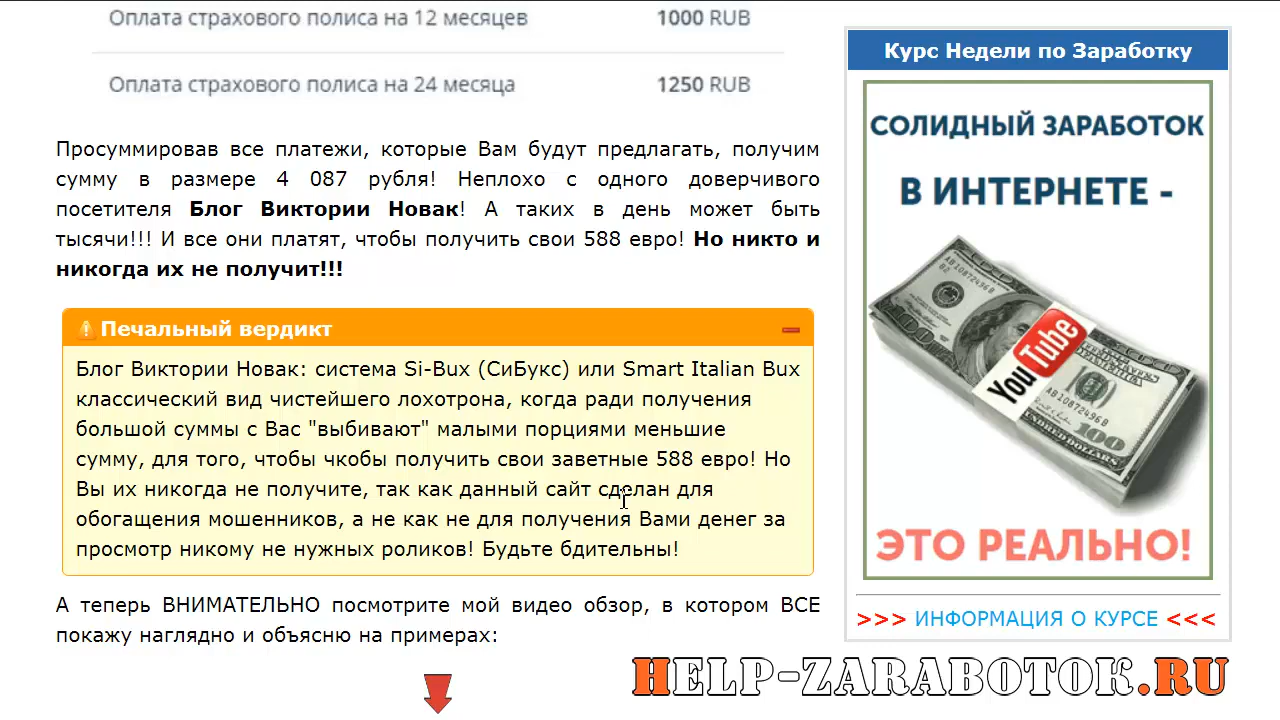 Оплата страхового полиса на 12 месяцев 1000 RUB
Оплата страхового полиса на 24 месяца 1250 RUB
Просуммировав все платежи, которые Вам будут предлагать, получим
сумму в размере 4 087 рубля! Неплохо с одного доверчивого
посетителя Блог Виктории Новак! А таких в день может быть
тысячи!!! И все они платят, чтобы получить свои 588 евро! Но никто и
никогда их не получит!!!
Печальный вердикт
Блог Виктории Новак: система Si-Bux (СиБукс) или Smart Italian Bux
классический вид чистейшего лохотрона, когда ради получения
большой суммы с Вас "выбивают" малыми порциями меньшие
сумму, для того, чтобы чкобы получить свои заветные 588 евро! Но
Вы их никогда не получите, так как данный сайт сделан для
обогащения мошенников, а не как не для получения Вами денег за
просмотр никому не нужных роликов! Будьте бдительны!
А теперь ВНИМАТЕЛЬНО посмотрите мой видео обзор, в котором ВСЕ
покажу наглядно и объясню на примерах:
Курс Недели по Заработку
СОЛИДНЫЙ ЗАРАБОТОК
В ИНТЕРНЕТЕ -
You Tube
100
ЭТО РЕАЛЬНО!
>>> ИНФОРМАЦИЯ О КУРСЕ <<<
HELP-ZARABOTOK.RU